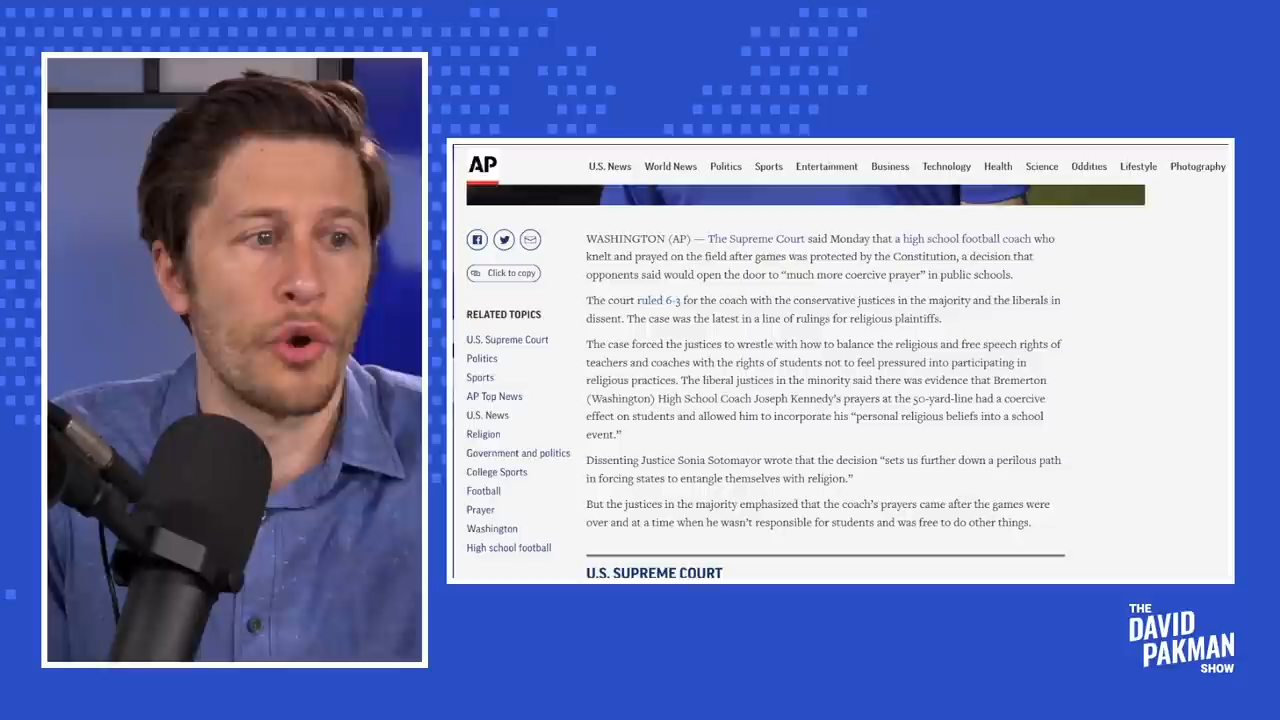 AP
U.S. News World News Politics Sports Entertainment Business Technology Health Science Oddities Lifestyle Photography
Click to copy
RELATED TOPICS
U.S. Supreme Court
Politics
Sports
AP Top News
U.S. News
Religion
Government and politics
College Sports
Football
Prayer
Washington
High school football
WASHINGTON (AP) — The Supreme Court said Monday that a high school football coach who
knelt and prayed on the field after games was protected by the Constitution, a decision that
opponents said would open the door to “much more coercive prayer” in public schools.
The court ruled 6-3 for the coach with the conservative justices in the majority and the liberals in
dissent. The case was the latest in a line of rulings for religious plaintiffs.
The case forced the justices to wrestle with how to balance the religious and free speech rights of
teachers and coaches with the rights of students not to feel pressured into participating in
religious practices. The liberal justices in the minority said there was evidence that Bremerton
(Washington) High School Coach Joseph Kennedy’s prayers at the 50-yard-line had a coercive
effect on students and allowed him to incorporate his “personal religious beliefs into a school
event.”
Dissenting Justice Sonia Sotomayor wrote that the decision “sets us further down a perilous path
in forcing states to entangle themselves with religion.”
But the justices in the majority emphasized that the coach’s prayers came after the games were
over and at a time when he wasn’t responsible for students and was free to do other things.
U.S. SUPREME COURT
THE
DAVID
PAKMAN
SHOW